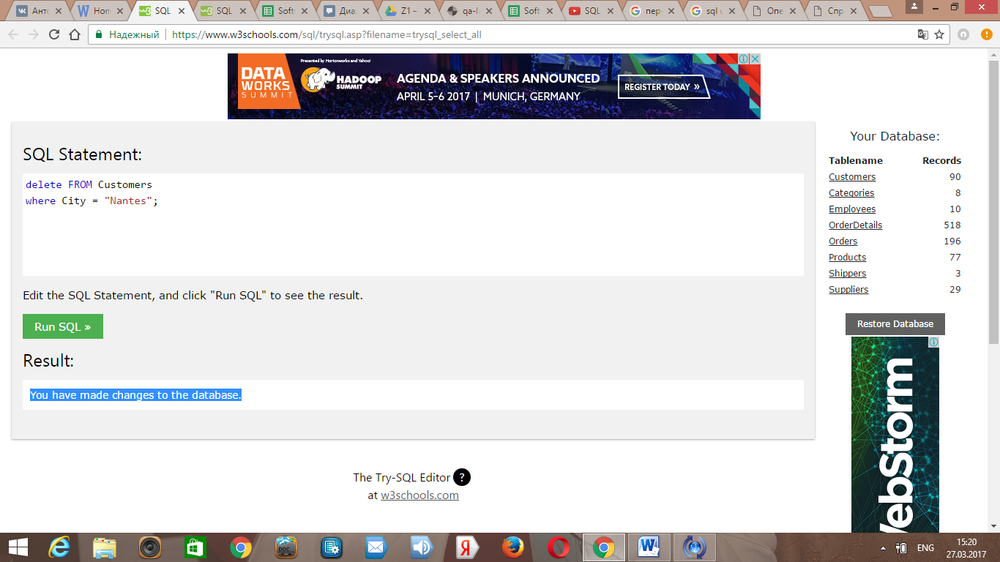 Анто
Hom
SQL
SQL
Soft
Диа
Z1 –
qa-l
Soft
SQL
пер
sql
Опе
Спр
Надежный
https://www.w3schools.com/sql/trysql.asp?filename=trysql_select_all
Presented by Hortonworks and Yahoo!
DATA
WORKS
SUMMIT
HADOOP
SUMMIT
AGENDA & SPEAKERS ANNOUNCED
APRIL 5–6 2017 | MUNICH, GERMANY
REGISTER TODAY »
SQL Statement:
delete FROM Customers
where City = "Nantes";
Edit the SQL Statement, and click "Run SQL" to see the result.
Run SQL »
Result:
You have made changes to the database.
The Try-SQL Editor ?
at w3schools.com
Your Database:
Tablename Records
Customers 90
Categories 8
Employees 10
OrderDetails 518
Orders 196
Products 77
Shippers 3
Suppliers 29
Restore Database
WebStorm
DOC
ENG
15:20
27.03.2017